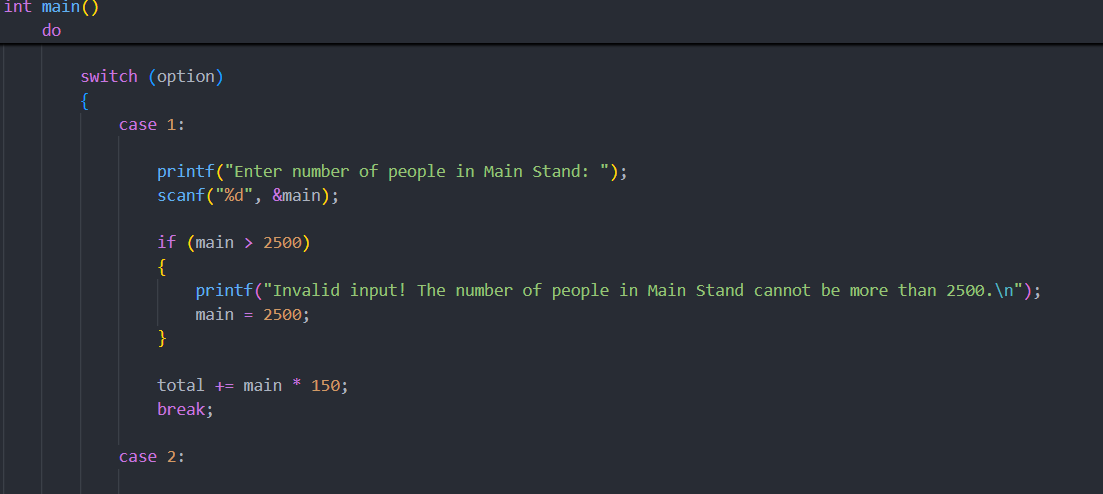 int main()
do
switch (option)
{
case 1:
printf("Enter number of people in Main Stand: ");
scanf("%d", &main);
if (main > 2500)
{
printf("Invalid input! The number of people in Main Stand cannot be more than 2500.\n");
main = 2500;
}
total += main * 150;
break;
case 2: